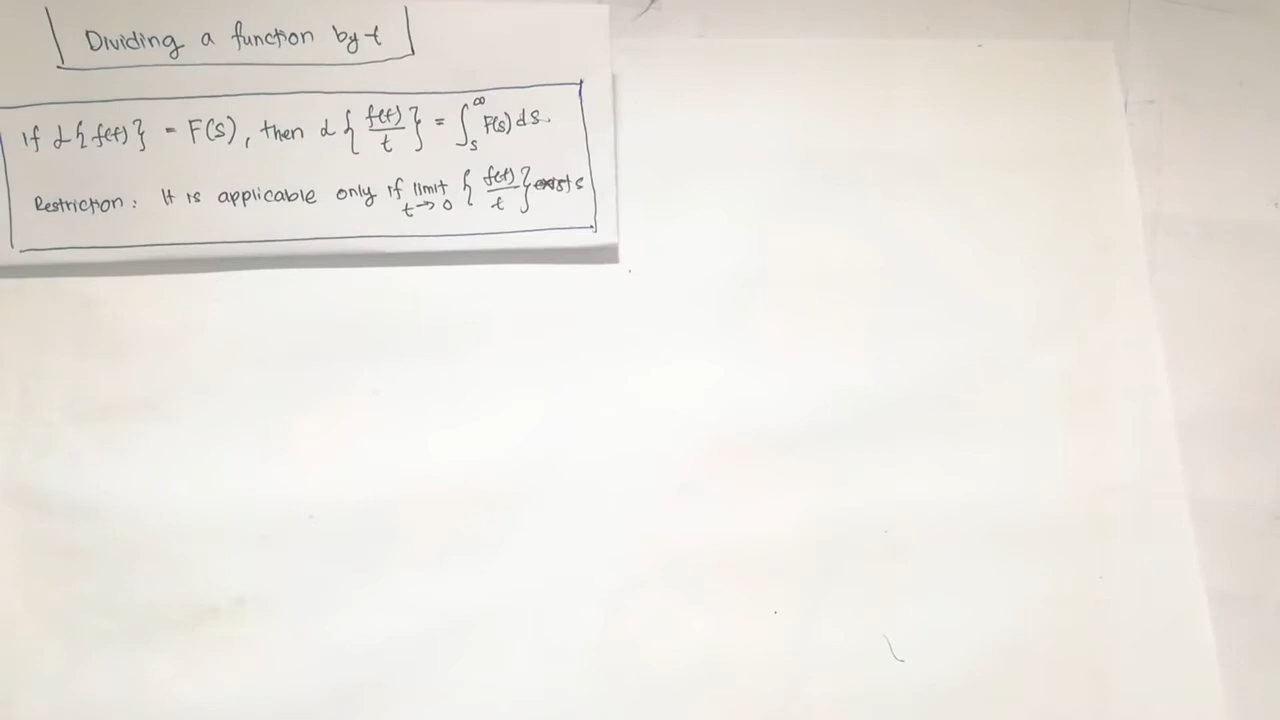 Dividing a function by t
If ℒ{f(t)} = F(s), then ℒ{f(t)/t} = ∫_s^∞ F(s) ds.
Restriction: It is applicable only if limit t→0 {f(t)/t} exists